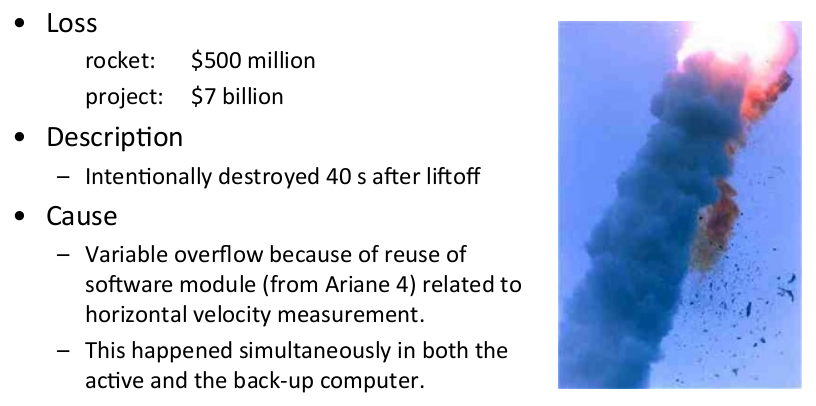 • Loss
rocket: $500 million
project: $7 billion
• Description
– Intentionally destroyed 40 s after liftoff
• Cause
– Variable overflow because of reuse of
software module (from Ariane 4) related to
horizontal velocity measurement.
– This happened simultaneously in both the
active and the back-up computer.